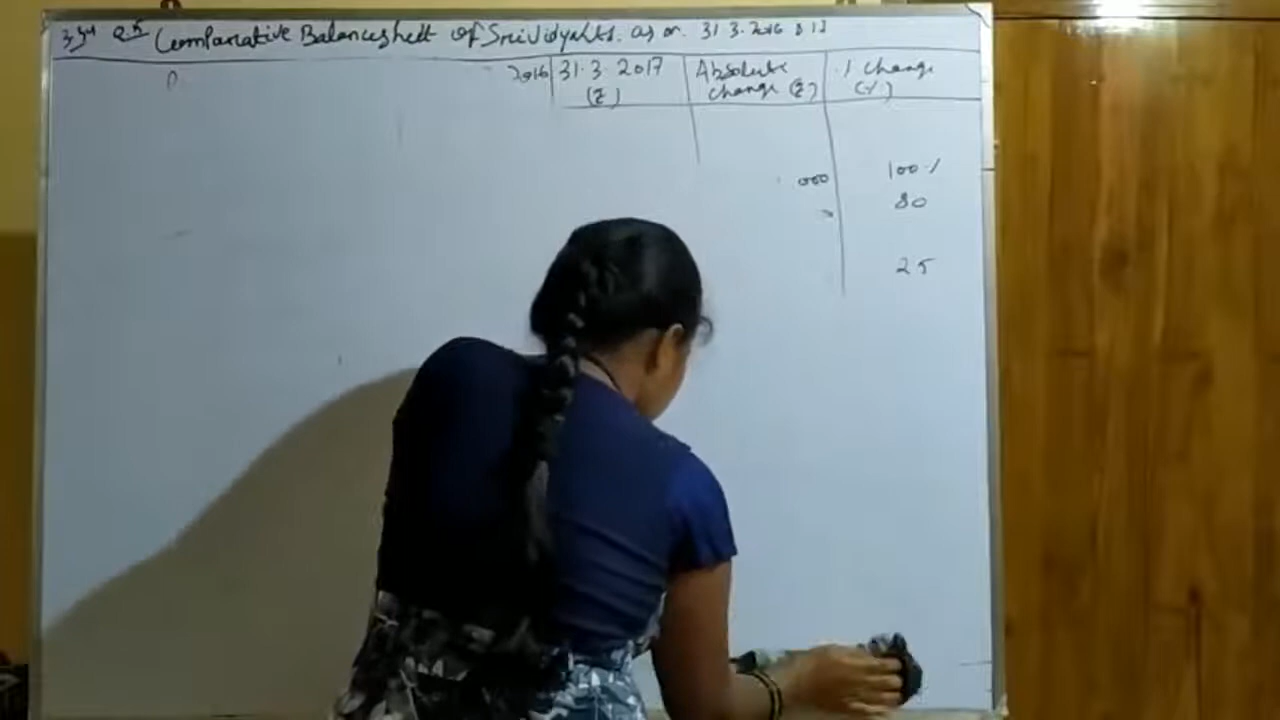 Comparative Balancesheet of Srividya Lts. as on 31.3.2016 & 17
2016 31.3.2017 Absolute % Change
(₹) change (₹) (%)
000 100%
80
25